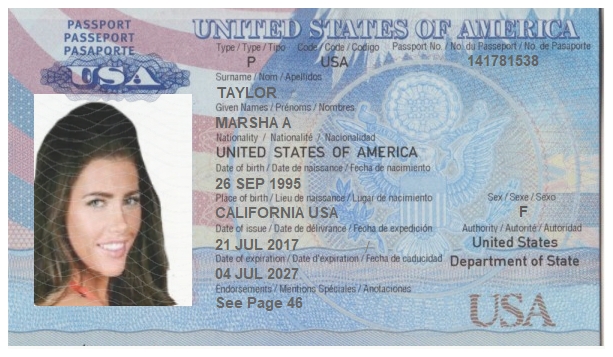 PASSPORT
PASSEPORT
PASAPORTE
USA
UNITED STATES OF AMERICA
Type / Type / Tipo Code / Code / Codigo Passport No. / No. du Passeport / No. de Pasaporte
P USA 141781538
Surname / Nom / Apellidos
TAYLOR
Given Names / Prénoms / Nombres
MARSHA A
Nationality / Nationalité / Nacionalidad
UNITED STATES OF AMERICA
Date of birth / Date de naissance / Fecha de nacimiento
26 SEP 1995
Place of birth / Lieu de naissance / Lugar de nacimiento Sex / Sexe / Sexo
CALIFORNIA USA F
Date of issue / Date de délivrance / Fecha de expedición Authority / Autorité / Autoridad
21 JUL 2017 United States
Date of expiration / Date d'expiration / Fecha de caducidad Department of State
04 JUL 2027
Endorsements / Mentions Spéciales / Anotaciones
See Page 46
USA